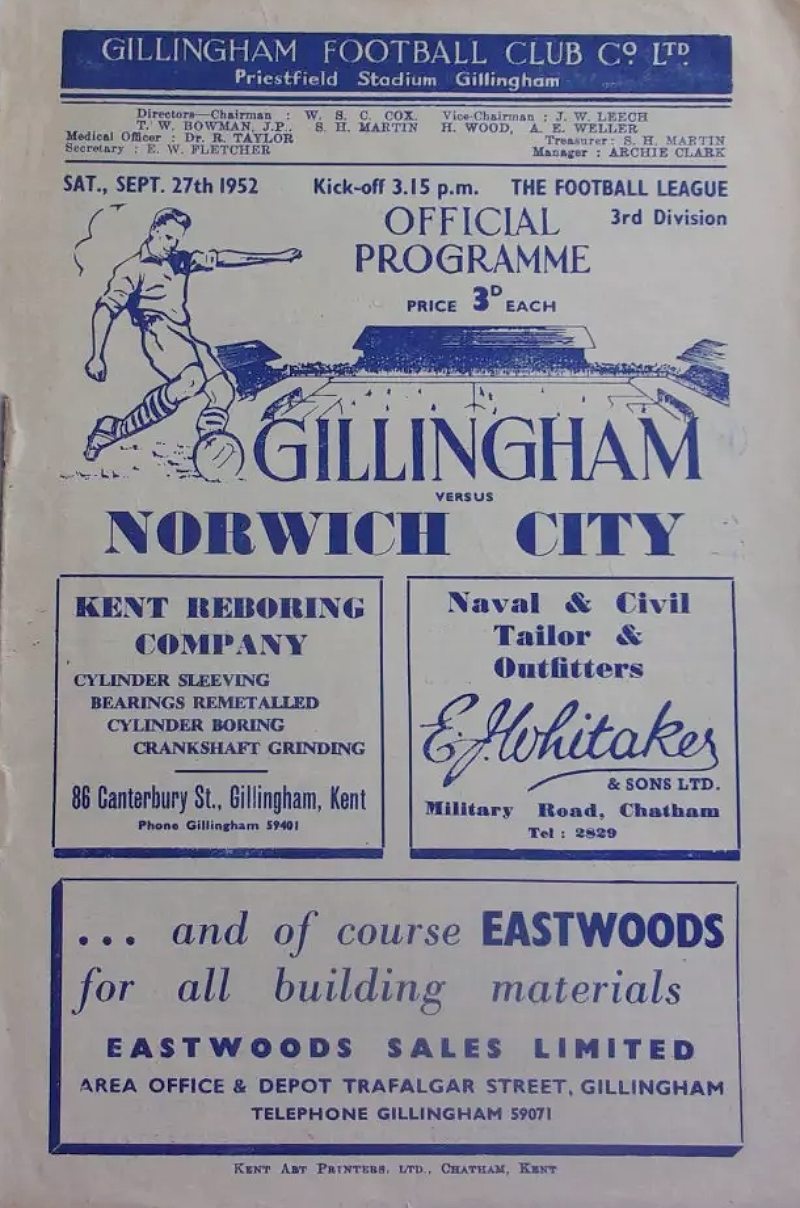 GILLINGHAM FOOTBALL CLUB Co LTD.
Priestfield Stadium Gillingham
Directors—Chairman : W. S. C. COX. Vice-Chairman : J. W. LEECH
T. W. BOWMAN, J.P., S. H. MARTIN H. WOOD, A. E. WELLER
Medical Officer : Dr. R. TAYLOR Treasurer : S. H. MARTIN
Secretary : E. W. FLETCHER Manager : ARCHIE CLARK
SAT., SEPT. 27th 1952 Kick-off 3.15 p.m. THE FOOTBALL LEAGUE
3rd Division
OFFICIAL
PROGRAMME
PRICE 3D EACH
GILLINGHAM
VERSUS
NORWICH CITY
KENT REBORING
COMPANY
CYLINDER SLEEVING
BEARINGS REMETALLED
CYLINDER BORING
CRANKSHAFT GRINDING
86 Canterbury St., Gillingham, Kent
Phone Gillingham 59401
Naval & Civil
Tailor &
Outfitters
E. J. Whitaker
& SONS LTD.
Military Road, Chatham
Tel : 2829
... and of course EASTWOODS
for all building materials
EASTWOODS SALES LIMITED
AREA OFFICE & DEPOT TRAFALGAR STREET, GILLINGHAM
TELEPHONE GILLINGHAM 59071
KENT ART PRINTERS, LTD., CHATHAM, KENT